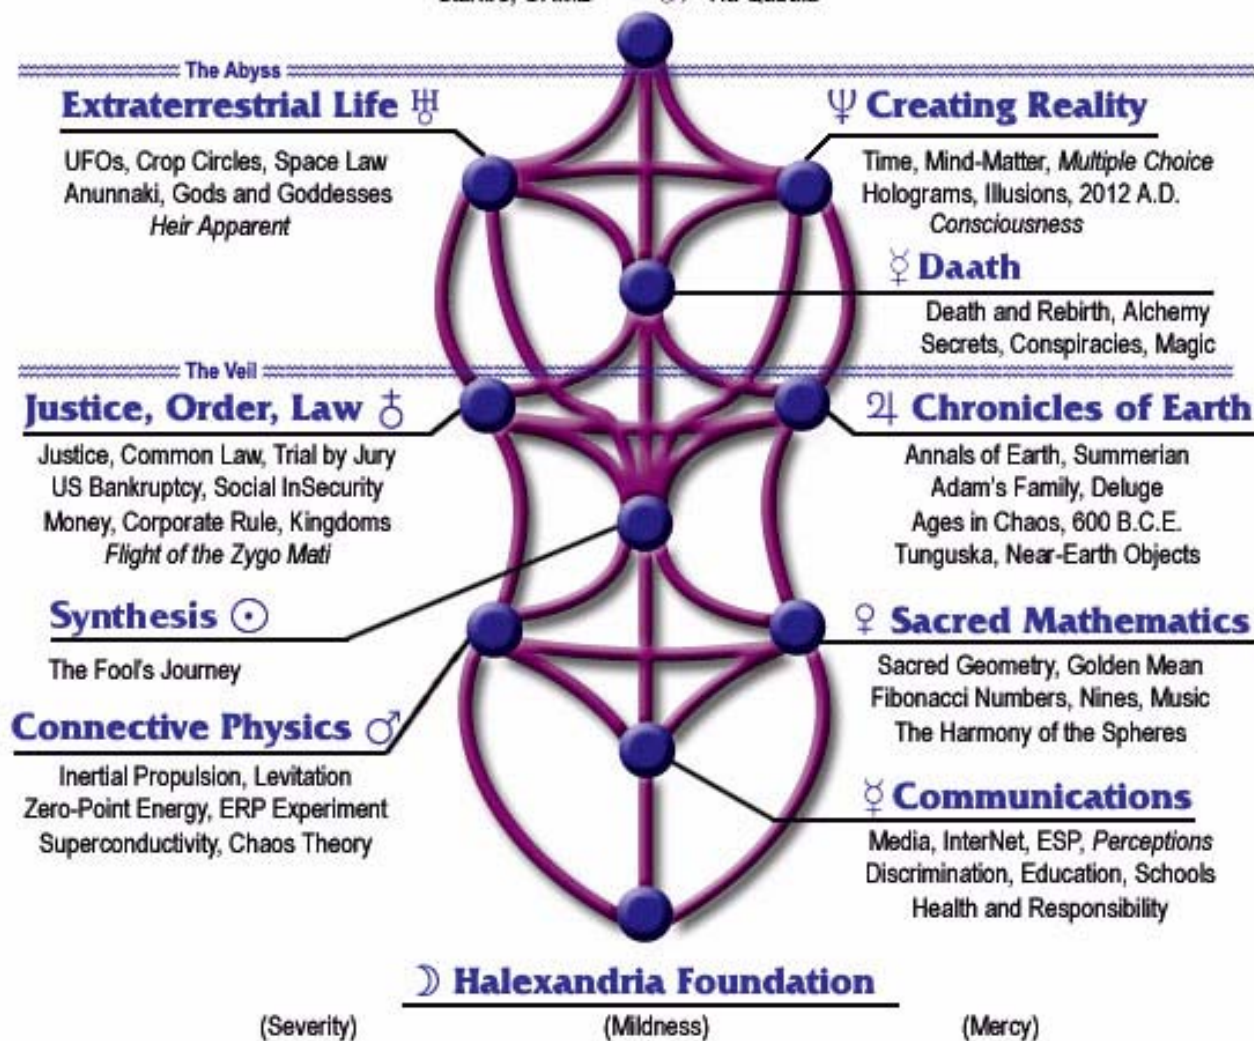 The Abyss
Extraterrestrial Life ♅
UFOs, Crop Circles, Space Law
Anunnaki, Gods and Goddesses
Heir Apparent
♆ Creating Reality
Time, Mind-Matter, Multiple Choice
Holograms, Illusions, 2012 A.D.
Consciousness
☿ Daath
Death and Rebirth, Alchemy
Secrets, Conspiracies, Magic
The Veil
Justice, Order, Law ♁
Justice, Common Law, Trial by Jury
US Bankruptcy, Social InSecurity
Money, Corporate Rule, Kingdoms
Flight of the Zygo Mati
♃ Chronicles of Earth
Annals of Earth, Summerian
Adam's Family, Deluge
Ages in Chaos, 600 B.C.E.
Tunguska, Near-Earth Objects
Synthesis ☉
The Fool's Journey
♀ Sacred Mathematics
Sacred Geometry, Golden Mean
Fibonacci Numbers, Nines, Music
The Harmony of the Spheres
Connective Physics ♂
Inertial Propulsion, Levitation
Zero-Point Energy, ERP Experiment
Superconductivity, Chaos Theory
☿ Communications
Media, InterNet, ESP, Perceptions
Discrimination, Education, Schools
Health and Responsibility
☽ Halexandria Foundation
(Severity) (Mildness) (Mercy)